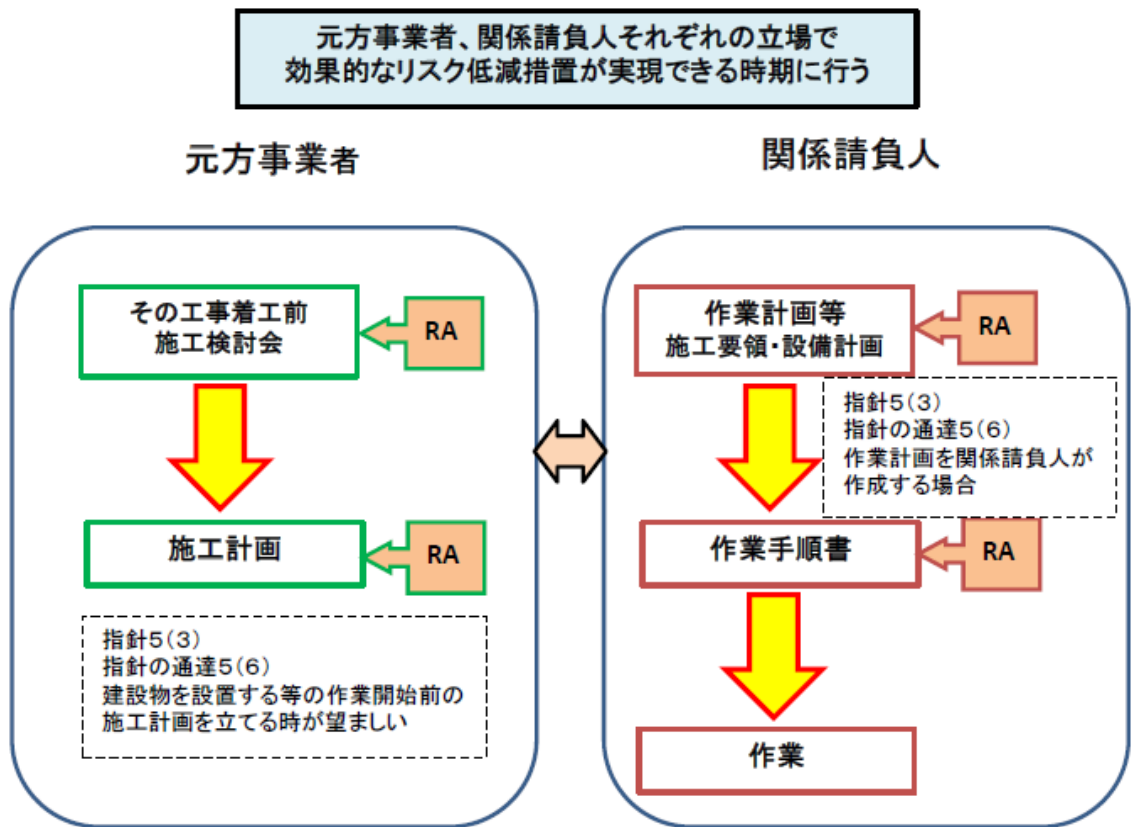 元方事業者、関係請負人それぞれの立場で
効果的なリスク低減措置が実現できる時期に行う
元方事業者
その工事着工前
施工検討会
RA
施工計画
RA
指針5(3)
指針の通達5(6)
建設物を設置する等の作業開始前の
施工計画を立てる時が望ましい
関係請負人
作業計画等
施工要領・設備計画
RA
指針5(3)
指針の通達5(6)
作業計画を関係請負人が
作成する場合
作業手順書
RA
作業